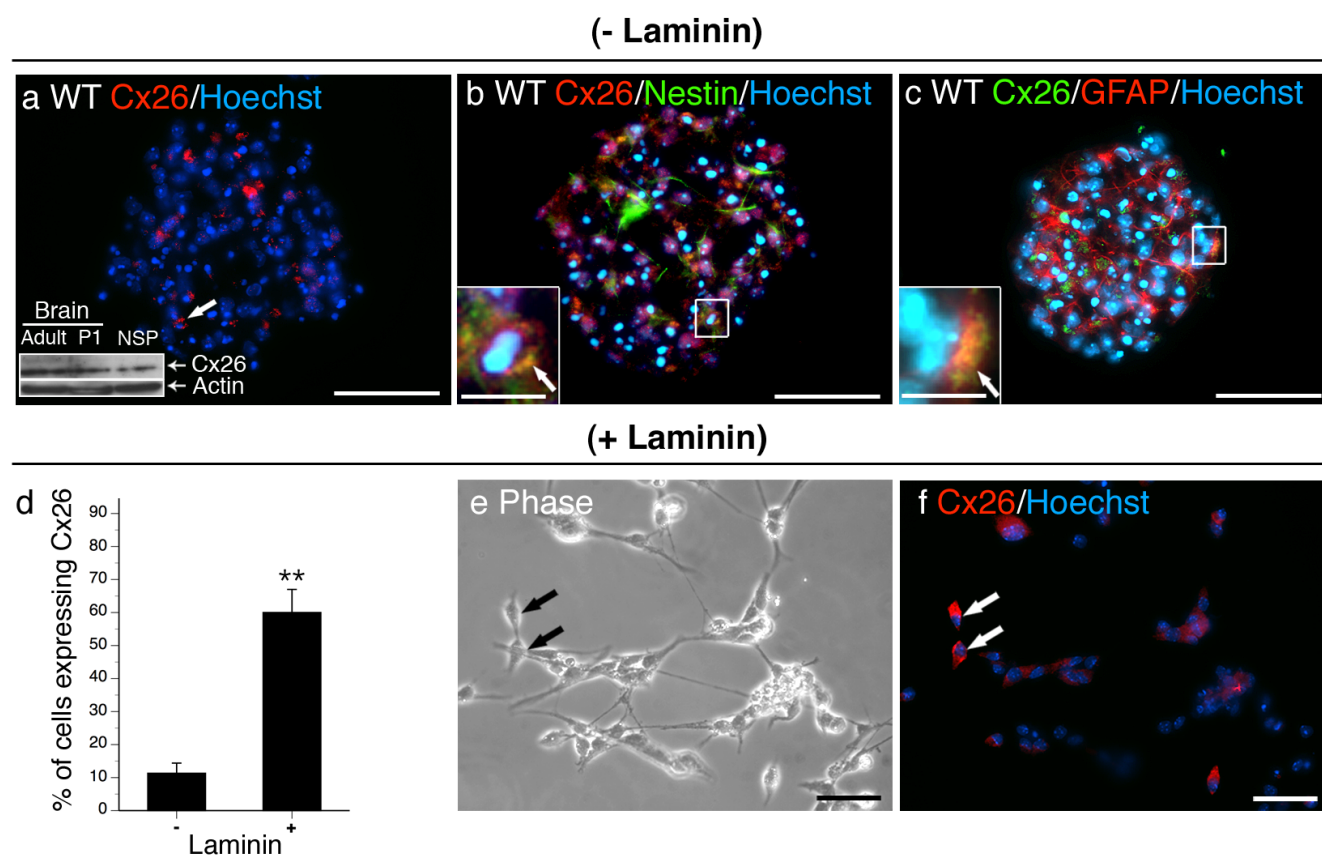 (- Laminin)
a WT Cx26/Hoechst
b WT Cx26/Nestin/Hoechst
c WT Cx26/GFAP/Hoechst
Brain
Adult P1 NSP
Cx26
Actin
(+ Laminin)
d
% of cells expressing Cx26
90
80
70
60
50
40
30
20
10
0
**
- +
Laminin
e Phase
f Cx26/Hoechst